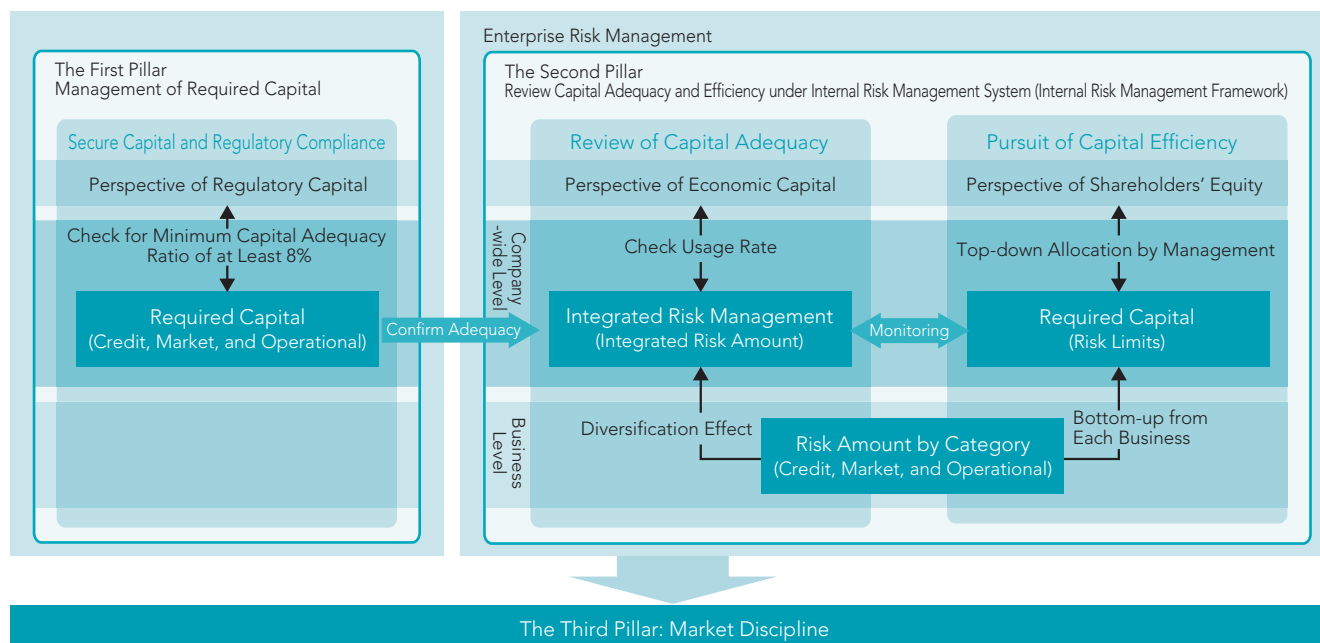 The First Pillar
Management of Required Capital
Secure Capital and Regulatory Compliance
Perspective of Regulatory Capital
Check for Minimum Capital Adequacy
Ratio of at Least 8%
Required Capital
(Credit, Market, and Operational)
Confirm Adequacy
Enterprise Risk Management
The Second Pillar
Review Capital Adequacy and Efficiency under Internal Risk Management System (Internal Risk Management Framework)
Company
-wide Level
Business
Level
Review of Capital Adequacy
Perspective of Economic Capital
Check Usage Rate
Integrated Risk Management
(Integrated Risk Amount)
Monitoring
Diversification Effect
Pursuit of Capital Efficiency
Perspective of Shareholders’ Equity
Top-down Allocation by Management
Required Capital
(Risk Limits)
Bottom-up from
Each Business
Risk Amount by Category
(Credit, Market, and Operational)
The Third Pillar: Market Discipline